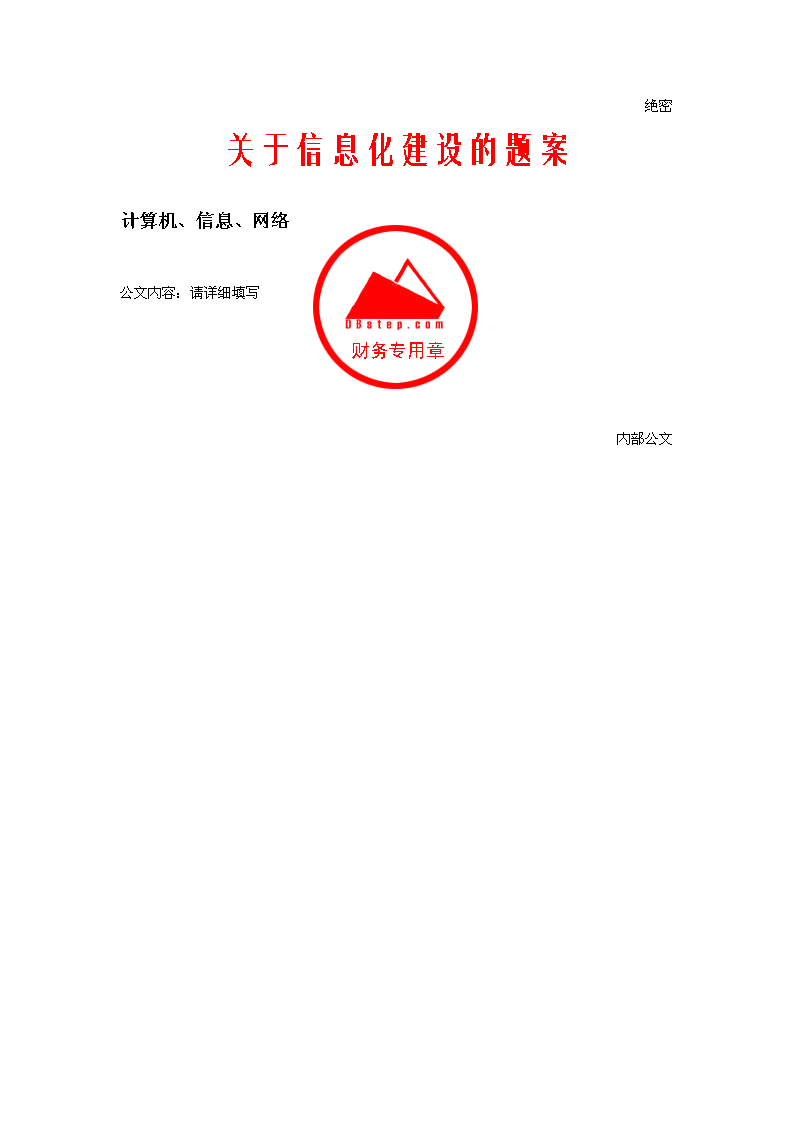 绝密
关于信息化建设的题案
计算机、信息、网络
公文内容：请详细填写
DBstep.com
财务专用章
内部公文